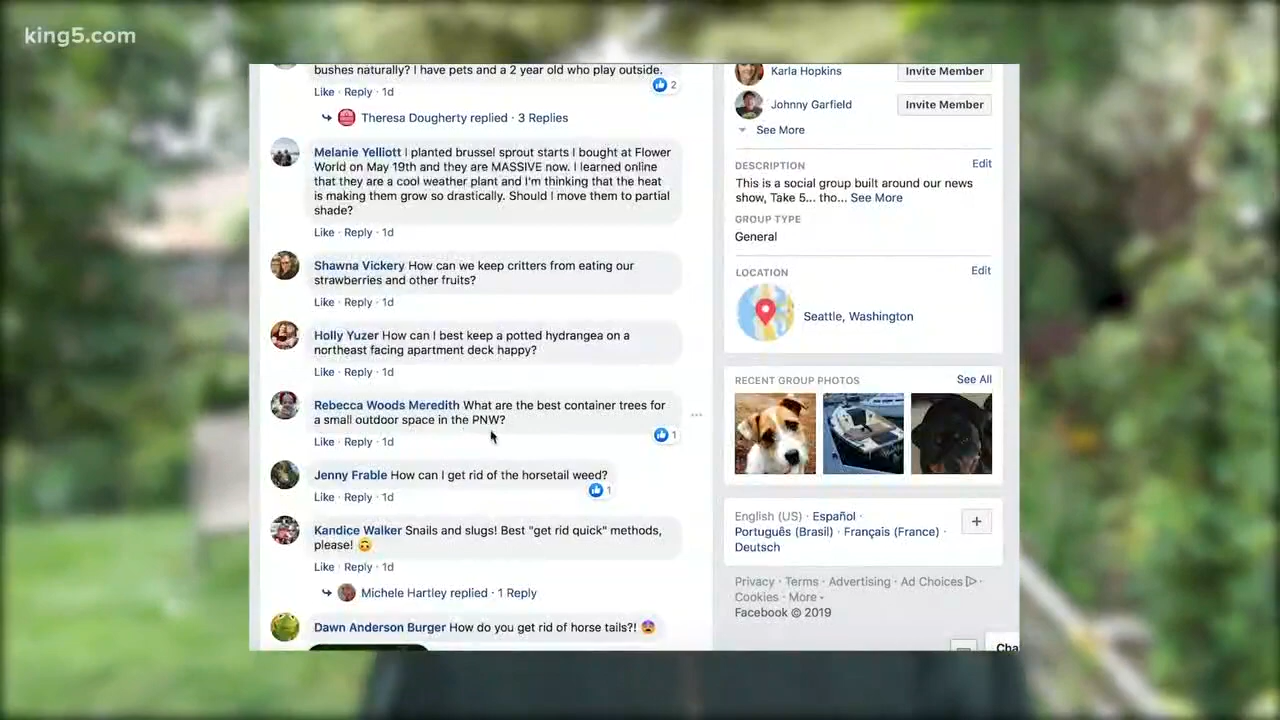 king5.com
bushes naturally? I have pets and a 2 year old who play outside.
2
Like · Reply · 1d
Theresa Dougherty replied · 3 Replies
Melanie Yelliott I planted brussel sprout starts I bought at Flower
World on May 19th and they are MASSIVE now. I learned online
that they are a cool weather plant and I'm thinking that the heat
is making them grow so drastically. Should I move them to partial
shade?
Like · Reply · 1d
Shawna Vickery How can we keep critters from eating our
strawberries and other fruits?
Like · Reply · 1d
Holly Yuzer How can I best keep a potted hydrangea on a
northeast facing apartment deck happy?
Like · Reply · 1d
Rebecca Woods Meredith What are the best container trees for
a small outdoor space in the PNW?
1
Like · Reply · 1d
Jenny Frable How can I get rid of the horsetail weed?
1
Like · Reply · 1d
Kandice Walker Snails and slugs! Best "get rid quick" methods,
please! 🙃
Like · Reply · 1d
Michele Hartley replied · 1 Reply
Dawn Anderson Burger How do you get rid of horse tails?! 😨
Karla Hopkins
Invite Member
Johnny Garfield
Invite Member
See More
DESCRIPTION
Edit
This is a social group built around our news
show, Take 5... tho... See More
GROUP TYPE
General
LOCATION
Edit
Seattle, Washington
RECENT GROUP PHOTOS
See All
English (US) · Español ·
Português (Brasil) · Français (France) ·
Deutsch
Privacy · Terms · Advertising · Ad Choices ·
Cookies · More
Facebook © 2019